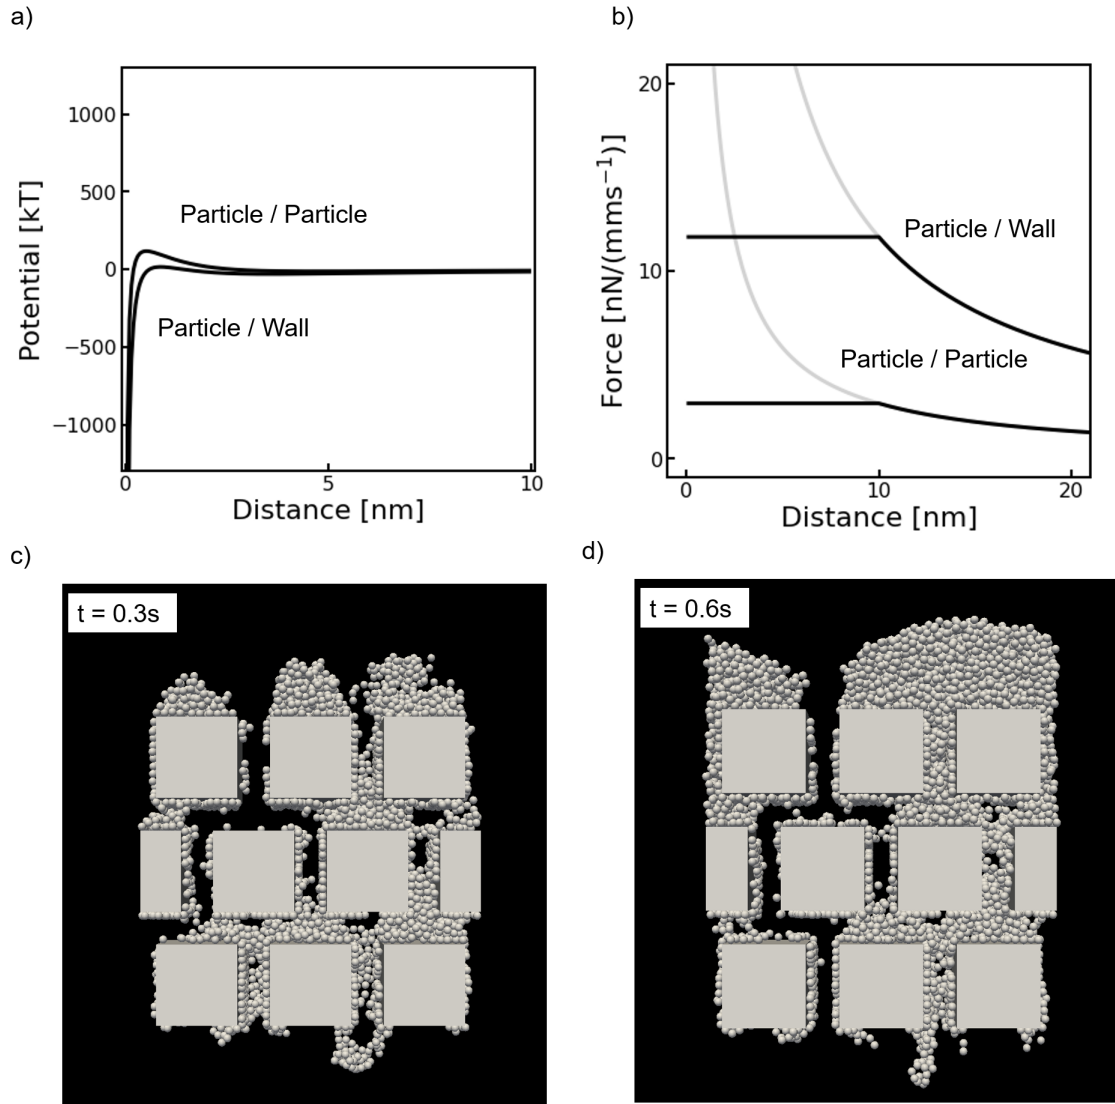 a)
1000
500
0
−500
−1000
Potential [kT]
Particle / Particle
Particle / Wall
0
5
10
Distance [nm]
b)
20
10
0
Force [nN/(mms⁻¹)]
Particle / Wall
Particle / Particle
0
10
20
Distance [nm]
c)
t = 0.3s
d)
t = 0.6s